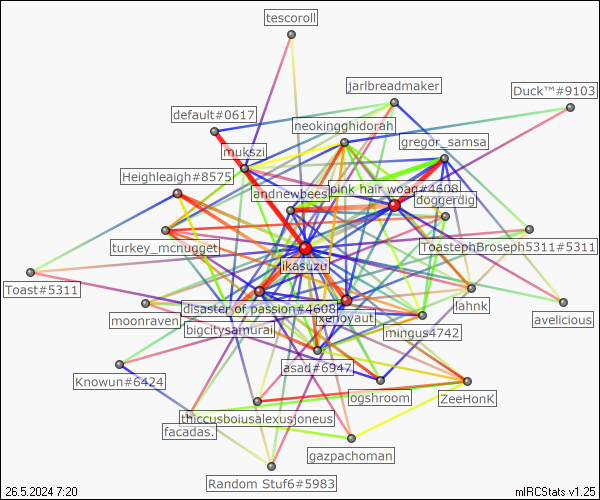 tescoroll
jarlbreadmaker
Duck™#9103
default#0617
neokingghidorah
gregor_samsa
mukszi
Heighleaigh#8575
pink hair woag#4608
andnewbees
doggerdig
turkey_mcnugget
ToastephBroseph5311#5311
ikasuzu
Toast#5311
disaster of passion#4608
lahnk
moonraven
xenoyaut
avelicious
bigcitysamurai
mingus4742
asad#6947
Knowun#6424
ogshroom
ZeeHonK
thiccusboiusalexusjoneus
facadas.
gazpachoman
Random Stuf6#5983
26.5.2024 7:20
mIRCStats v1.25